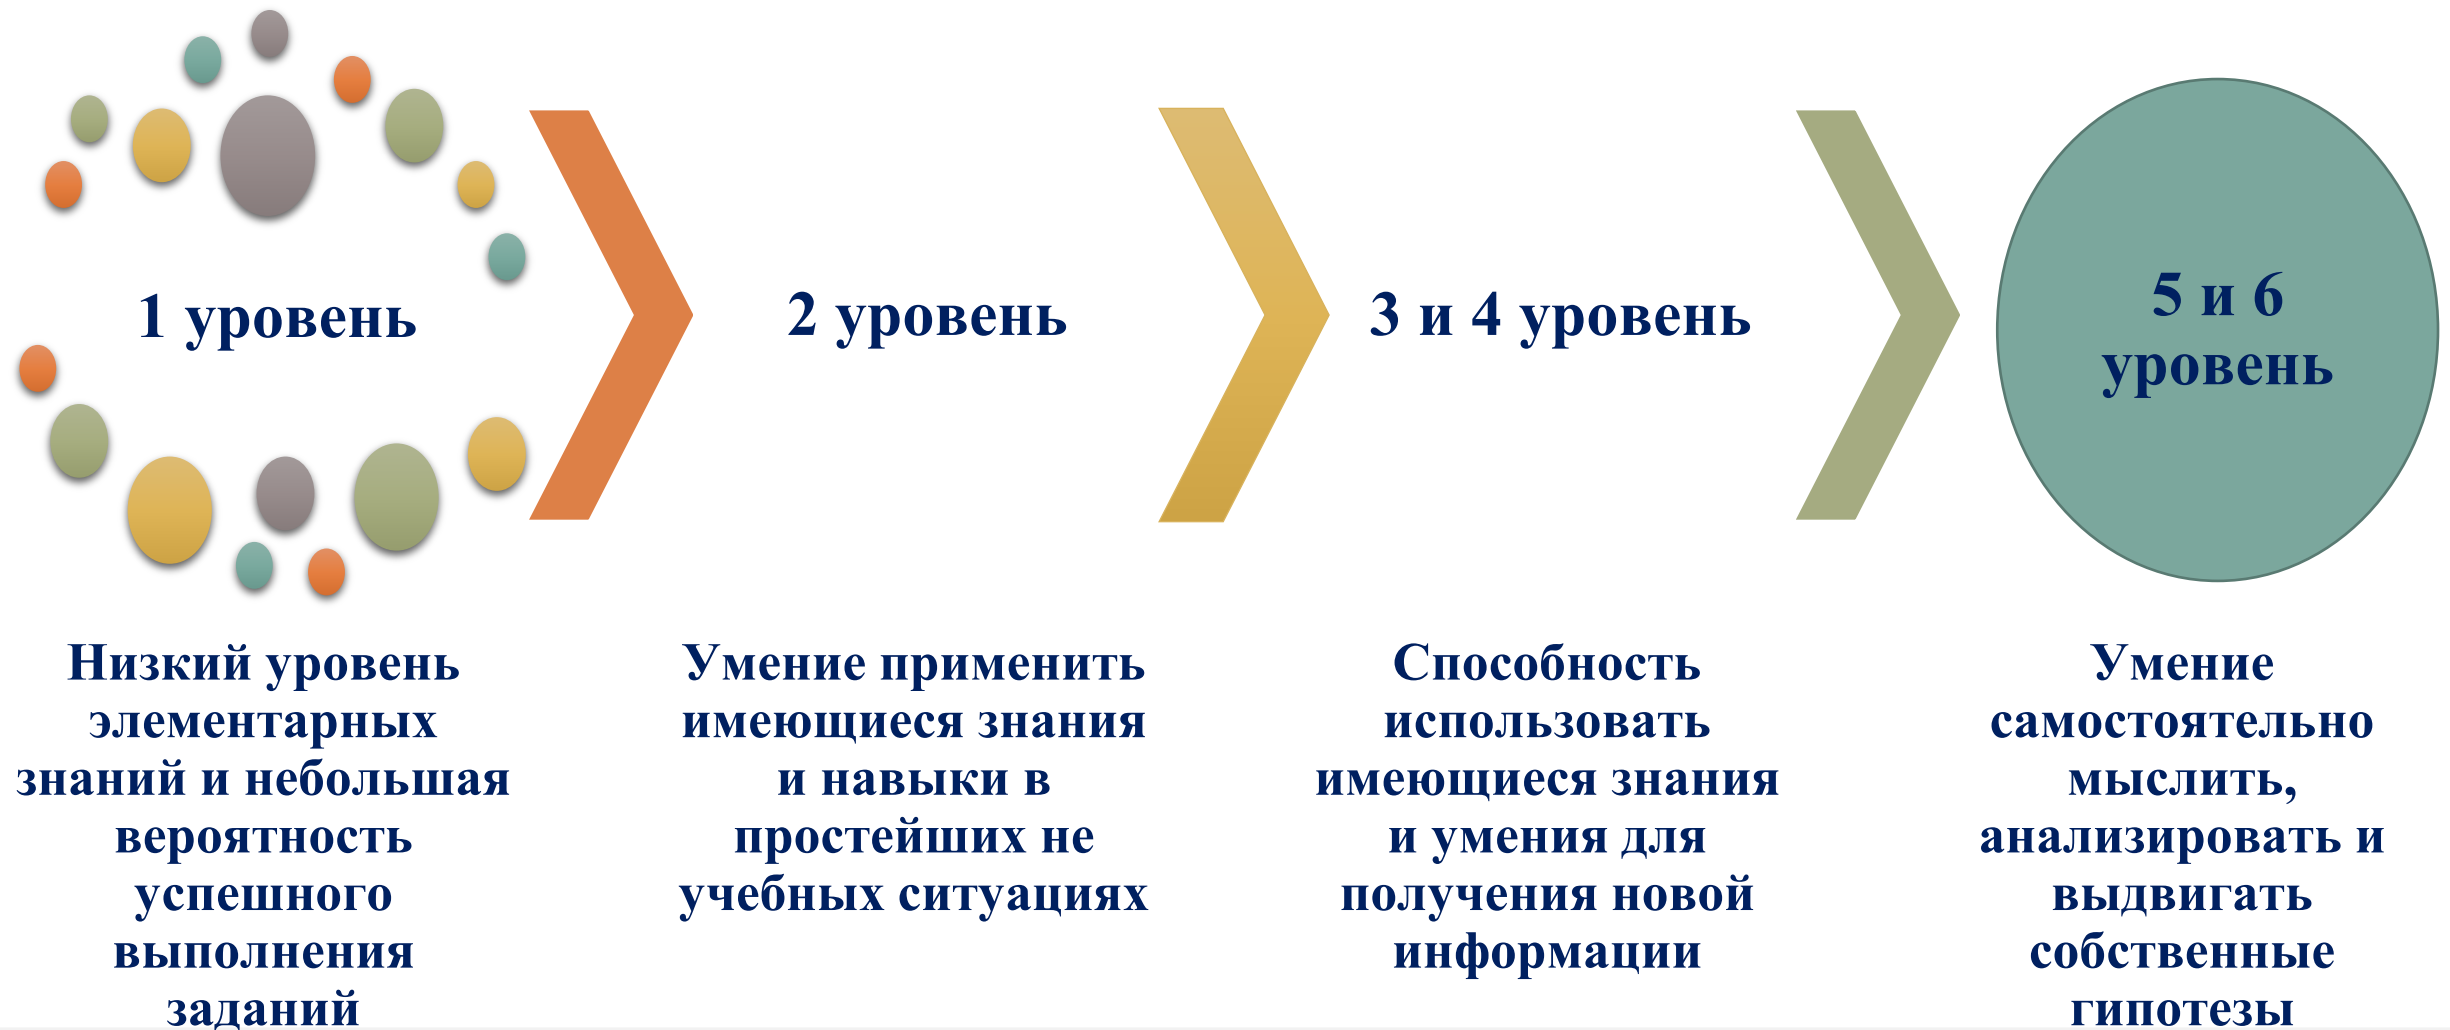 1 уровень
2 уровень
3 и 4 уровень
5 и 6
уровень
Низкий уровень
элементарных
знаний и небольшая
вероятность
успешного
выполнения
заданий
Умение применить
имеющиеся знания
и навыки в
простейших не
учебных ситуациях
Способность
использовать
имеющиеся знания
и умения для
получения новой
информации
Умение
самостоятельно
мыслить,
анализировать и
выдвигать
собственные
гипотезы